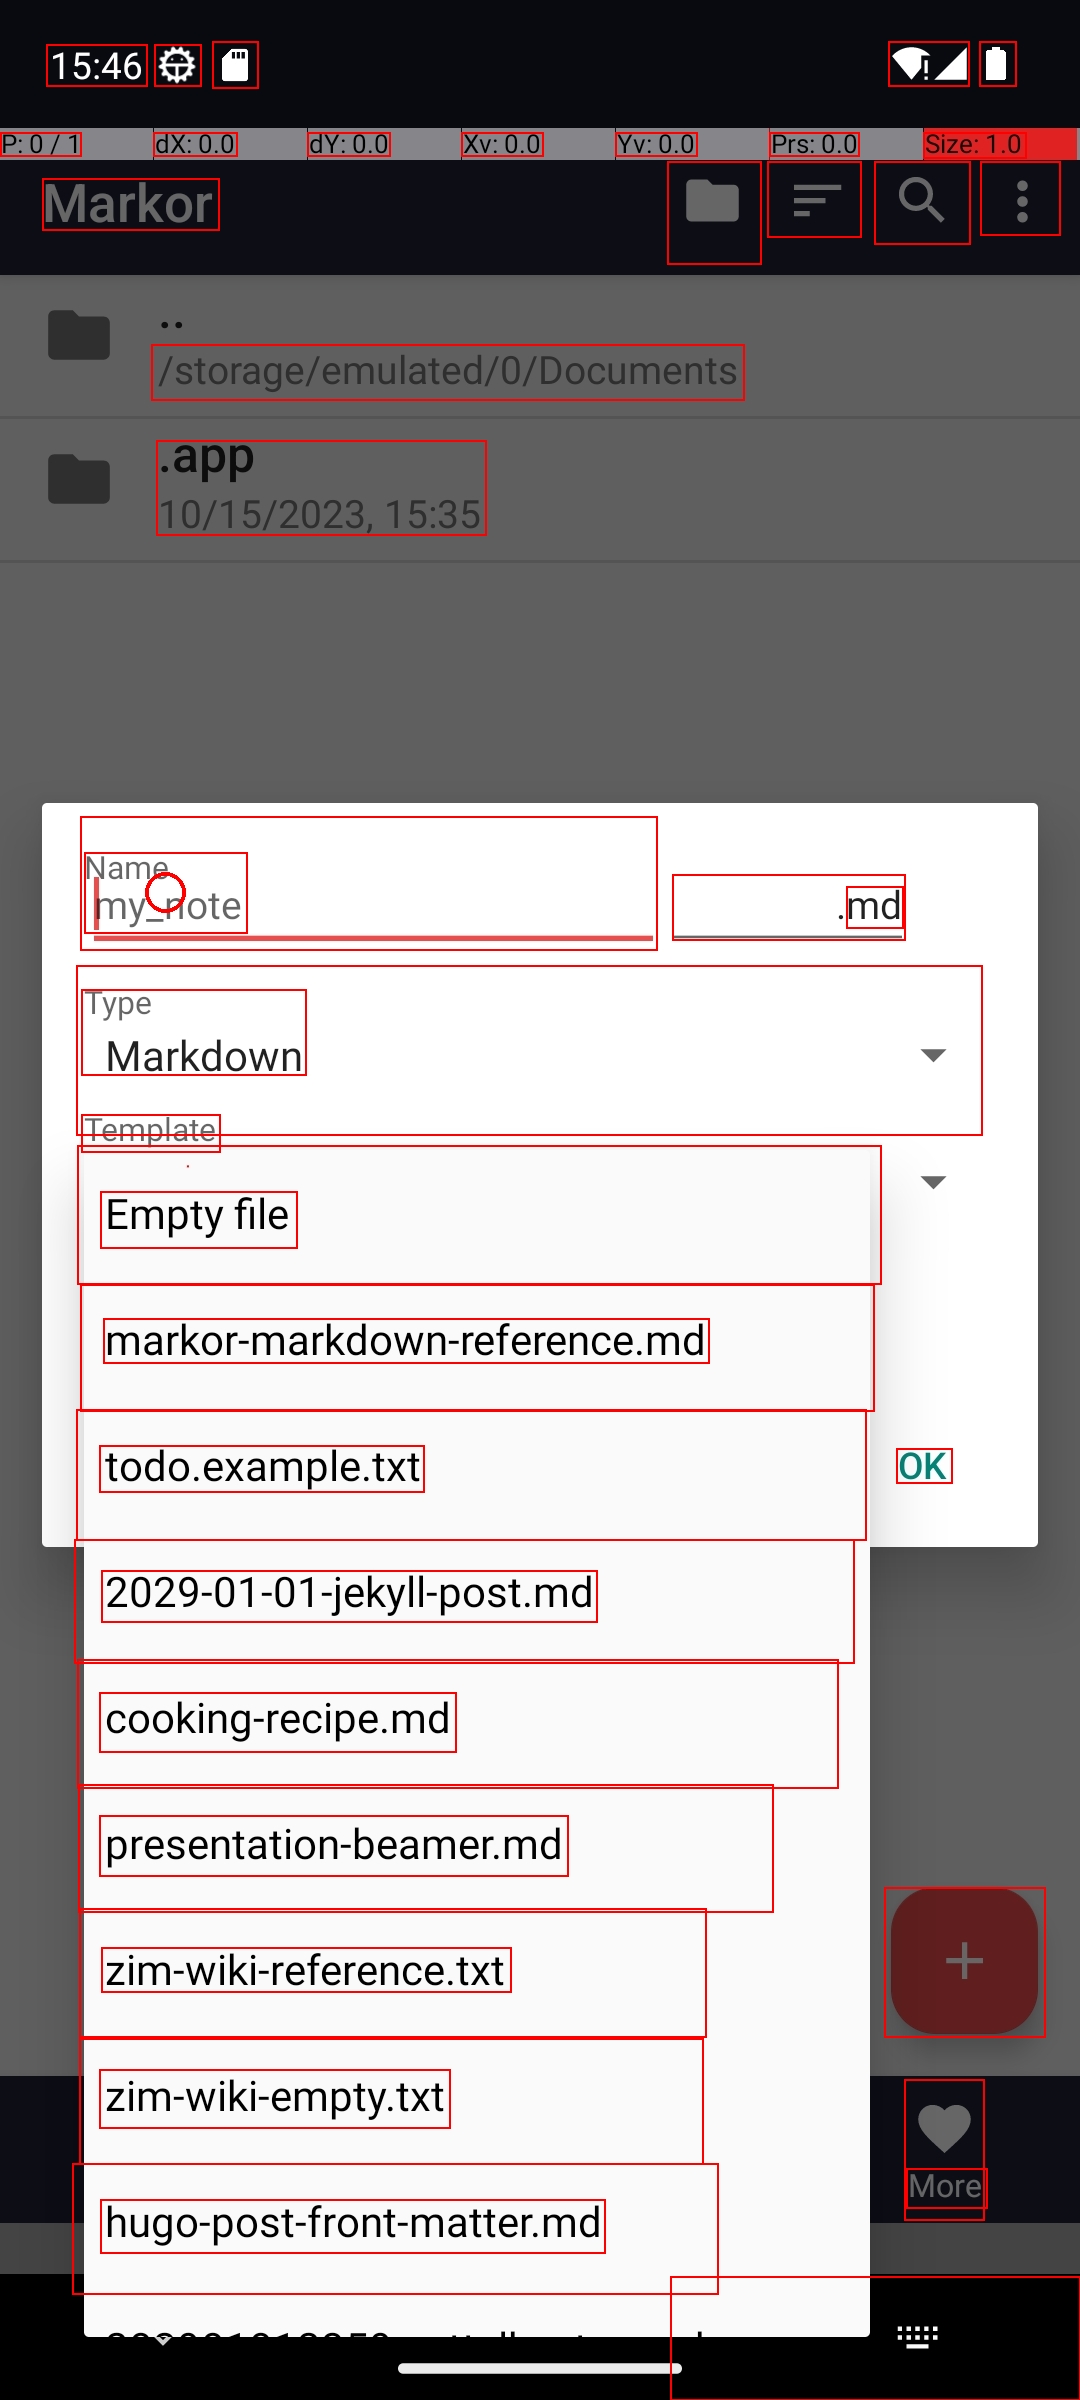 15:46
P: 0 / 1 dX: 0.0 dY: 0.0 Xv: 0.0 Yv: 0.0 Prs: 0.0 Size: 1.0
Markor
..
/storage/emulated/0/Documents
.app
10/15/2023, 15:35
Name
my_note .md
Type
Markdown
Template
Empty file
markor-markdown-reference.md
todo.example.txt
OK
2029-01-01-jekyll-post.md
cooking-recipe.md
presentation-beamer.md
zim-wiki-reference.txt
zim-wiki-empty.txt
More
hugo-post-front-matter.md